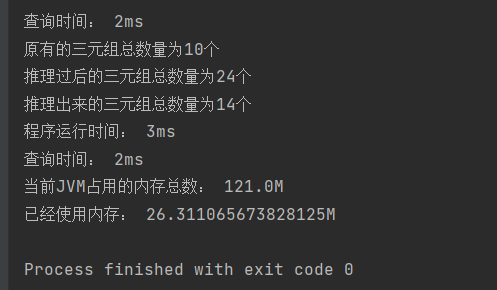 查询时间： 2ms
原有的三元组总数量为10个
推理过后的三元组总数量为24个
推理出来的三元组总数量为14个
程序运行时间： 3ms
查询时间： 2ms
当前JVM占用的内存总数： 121.0M
已经使用内存： 26.311065673828125M
Process finished with exit code 0